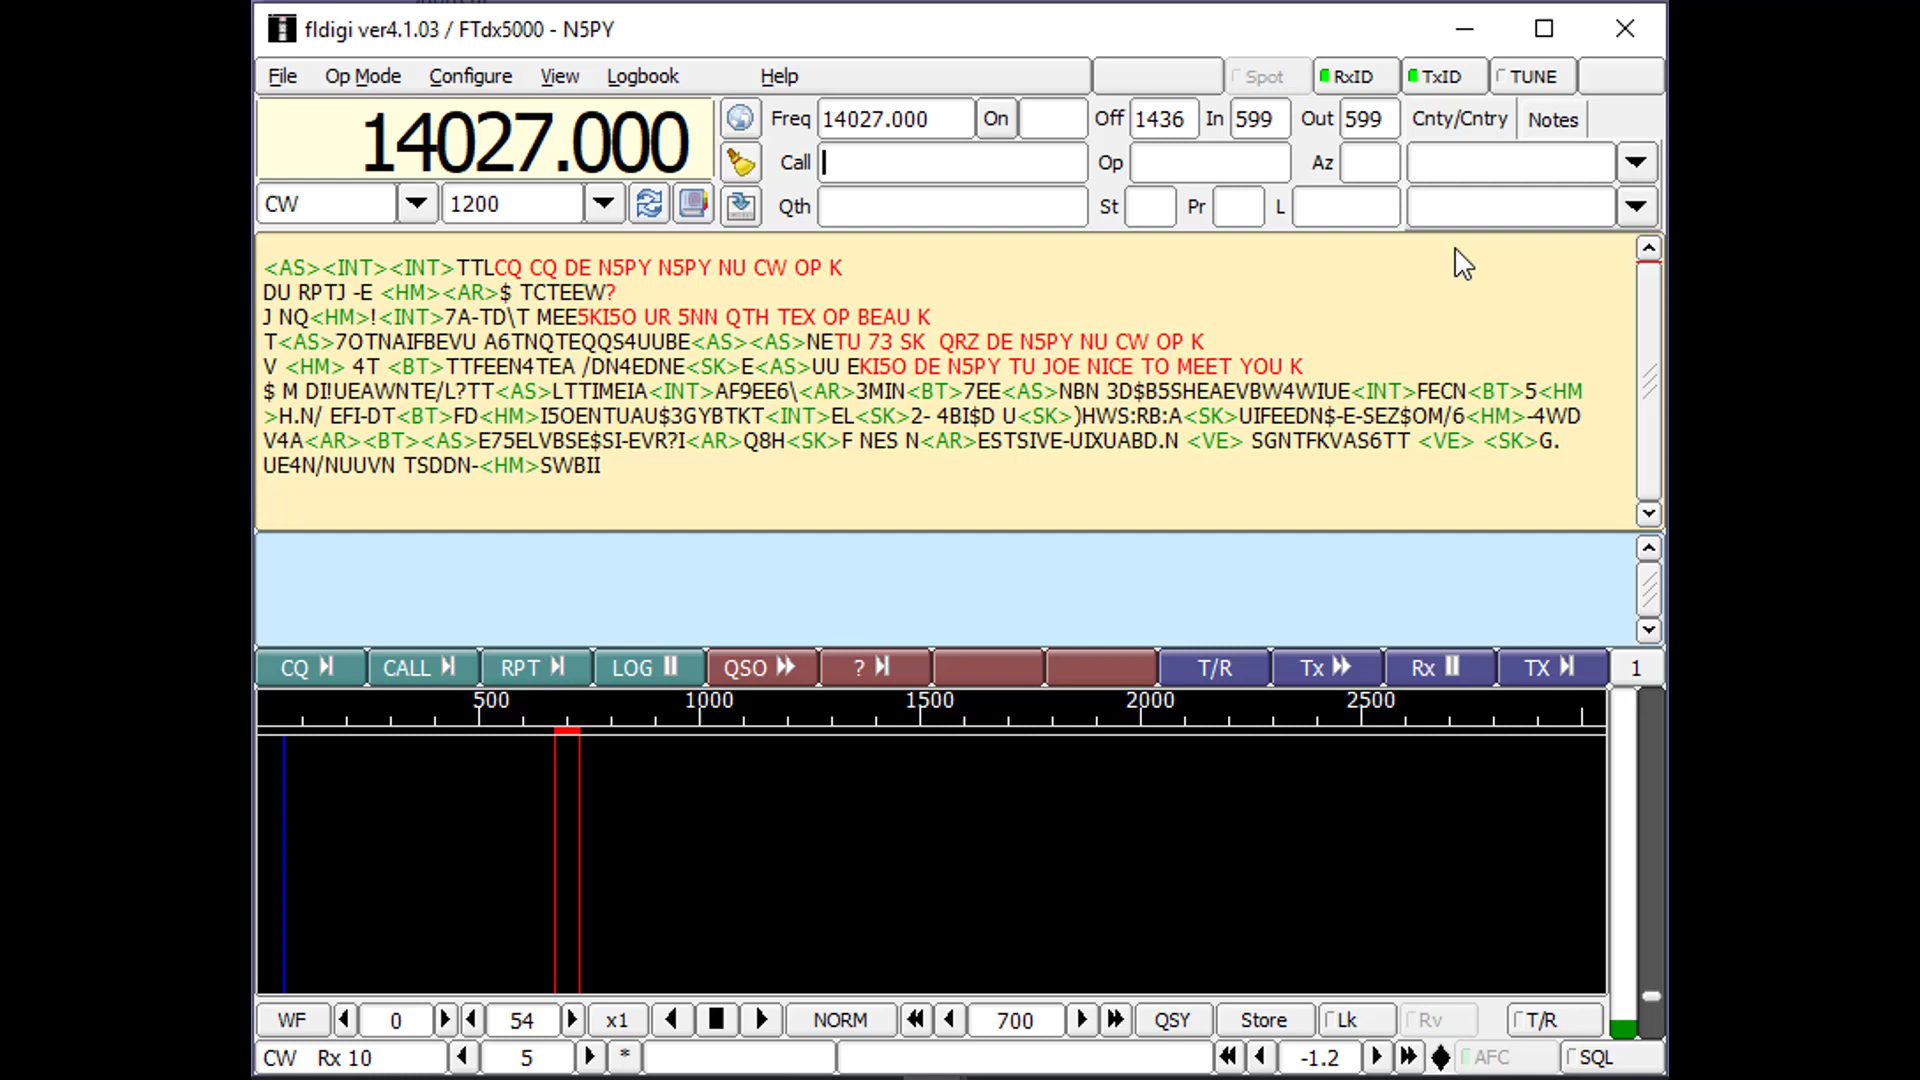 fldigi ver4.1.03 / FTdx5000 - N5PY
File Op Mode Configure View Logbook Help Spot RxID TxID TUNE
14027.000 Freq 14027.000 On Off 1436 In 599 Out 599 Cnty/Cntry Notes
Call Op Az
CW 1200 Qth St Pr L
<AS><INT><INT>TTLCQ CQ DE N5PY N5PY NU CW OP K
DU RPTJ -E <HM><AR>$ TCTEEW?
J NQ<HM>!<INT>7A-TD\T MEE5KI5O UR 5NN QTH TEX OP BEAU K
T<AS>7OTNAIFBEVU A6TNQTEQQS4UUBE<AS><AS>NETU 73 SK  QRZ DE N5PY NU CW OP K
V <HM> 4T <BT>TTFEEN4TEA /DN4EDNE<SK>E<AS>UU EKI5O DE N5PY TU JOE NICE TO MEET YOU K
$ M DI!UEAWNTE/L?TT<AS>LTTIMEIA<INT>AF9EE6\<AR>3MIN<BT>7EE<AS>NBN 3D$B5SHEAEVBW4WIUE<INT>FECN<BT>5<HM
>H.N/ EFI-DT<BT>FD<HM>I5OENTUAU$3GYBTKT<INT>EL<SK>2- 4BI$D U<SK>)HWS:RB:A<SK>UIFEEDN$-E-SEZ$OM/6<HM>-4WD
V4A<AR><BT><AS>E75ELVBSE$SI-EVR?I<AR>Q8H<SK>F NES N<AR>ESTSIVE-UIXUABD.N <VE> SGNTFKVAS6TT <VE> <SK>G.
UE4N/NUUVN TSDDN-<HM>SWBII
CQ CALL RPT LOG QSO ? T/R Tx Rx TX 1
500 1000 1500 2000 2500
WF 0 54 x1 NORM 700 QSY Store Lk Rv T/R
CW Rx 10 5 * -1.2 AFC SQL